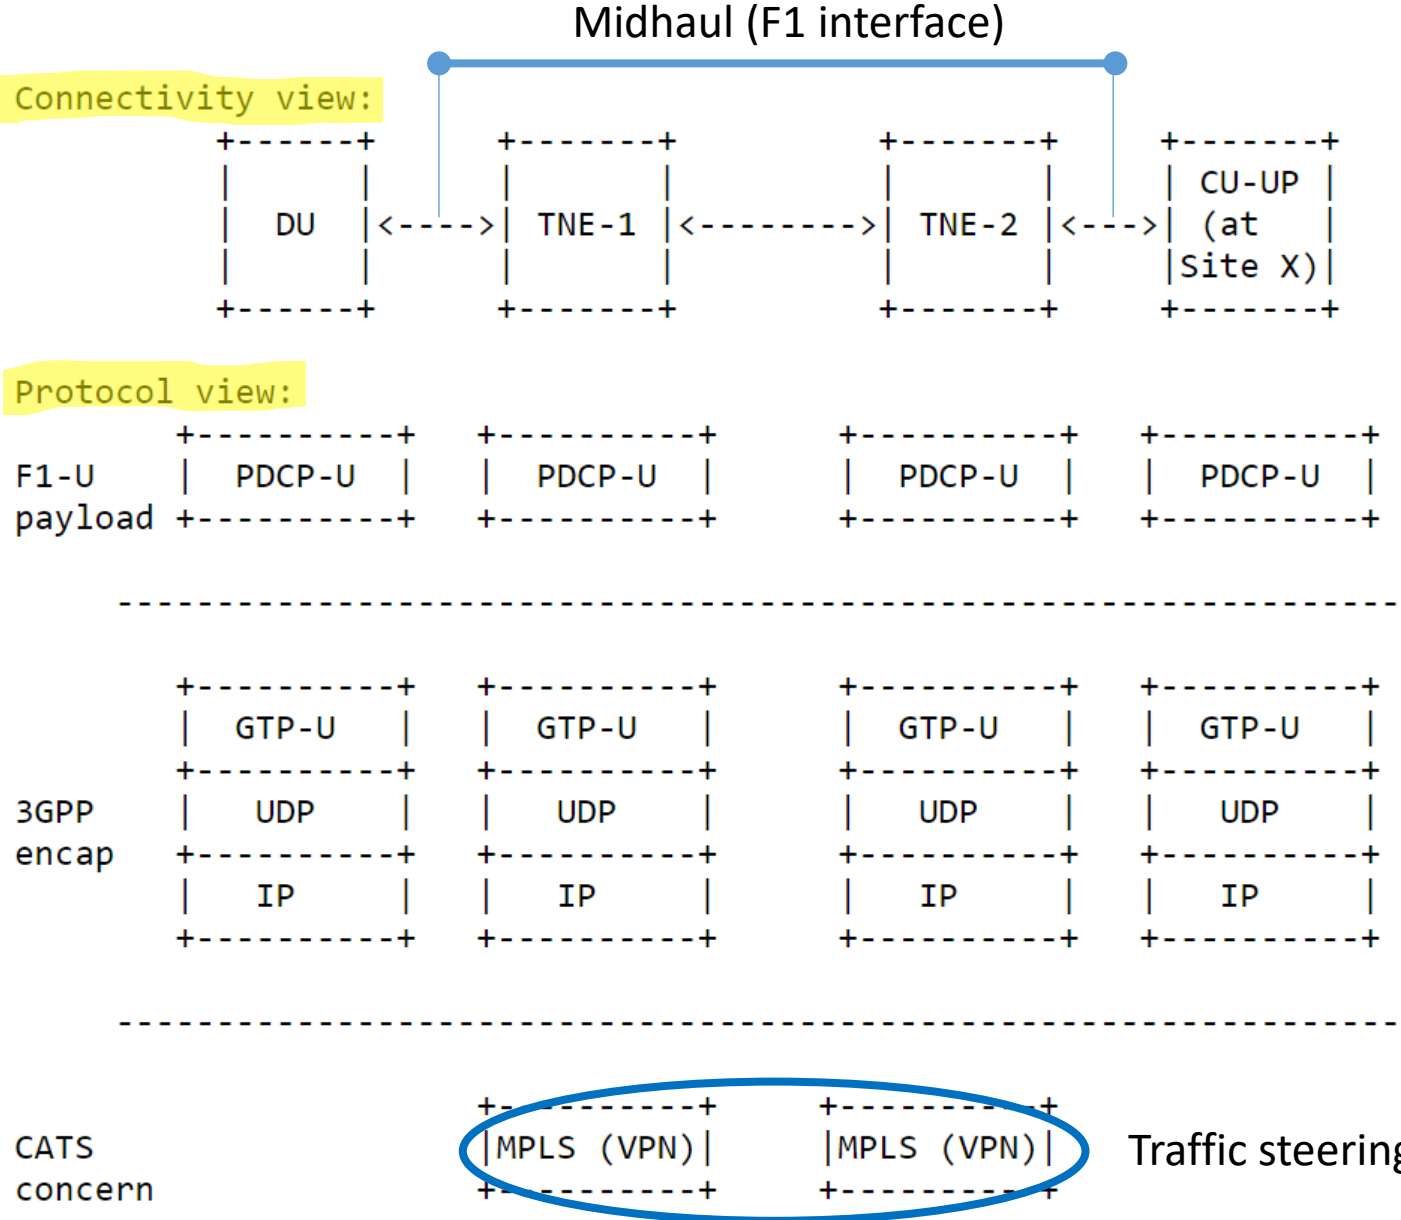 Midhaul (F1 interface)
Connectivity view:
+------+ +-------+ +-------+ +-------+
| | | | | | | CU-UP |
| DU |<---->| TNE-1 |<-------->| TNE-2 |<--->| (at |
| | | | | | |Site X)|
+------+ +-------+ +-------+ +-------+
Protocol view:
+----------+ +----------+ +----------+ +----------+
F1-U | PDCP-U | | PDCP-U | | PDCP-U | | PDCP-U |
payload +----------+ +----------+ +----------+ +----------+
----------------------------------------------------------------
+----------+ +----------+ +----------+ +----------+
| GTP-U | | GTP-U | | GTP-U | | GTP-U |
+----------+ +----------+ +----------+ +----------+
3GPP | UDP | | UDP | | UDP | | UDP |
encap +----------+ +----------+ +----------+ +----------+
| IP | | IP | | IP | | IP |
+----------+ +----------+ +----------+ +----------+
----------------------------------------------------------------
+----------+ +----------+
CATS |MPLS (VPN)| |MPLS (VPN)| Traffic steering
concern +----------+ +----------+